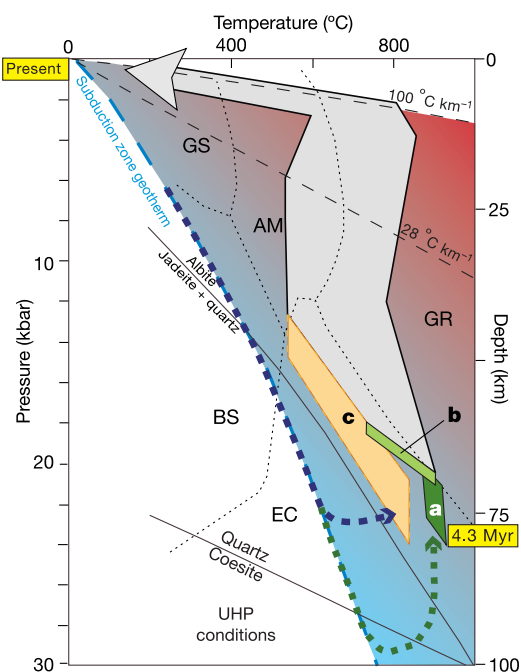 Temperature (ºC)
0
400
800
0
Present
100 °C km⁻¹
Subduction zone geotherm
GS
AM
25
28 °C km⁻¹
10
Albite
Jadeite + quartz
GR
Pressure (kbar)
Depth (km)
BS
c
b
20
EC
a
75
4.3 Myr
Quartz
Coesite
UHP
conditions
30
100